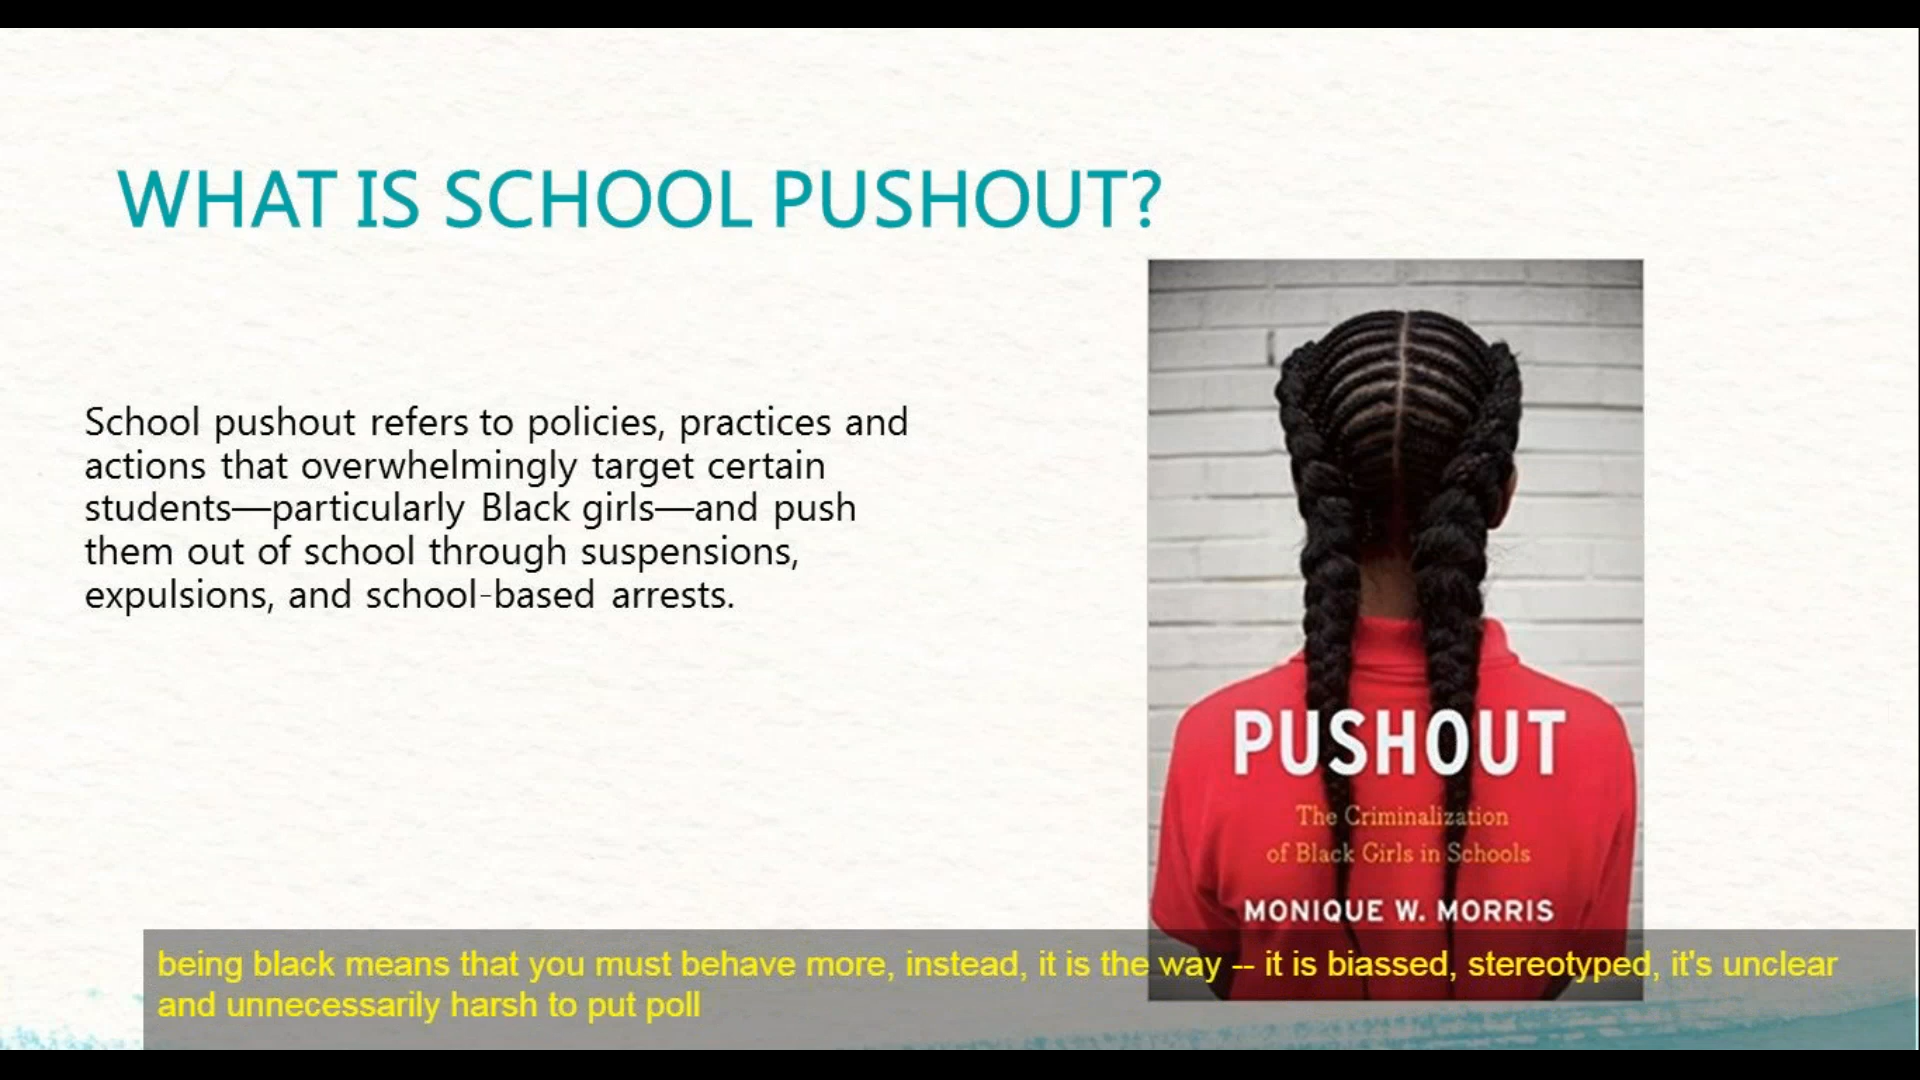 WHAT IS SCHOOL PUSHOUT?
School pushout refers to policies, practices and
actions that overwhelmingly target certain
students—particularly Black girls—and push
them out of school through suspensions,
expulsions, and school-based arrests.
PUSHOUT
The Criminalization
of Black Girls in Schools
MONIQUE W. MORRIS
being black means that you must behave more, instead, it is the way -- it is biassed, stereotyped, it's unclear
and unnecessarily harsh to put poll